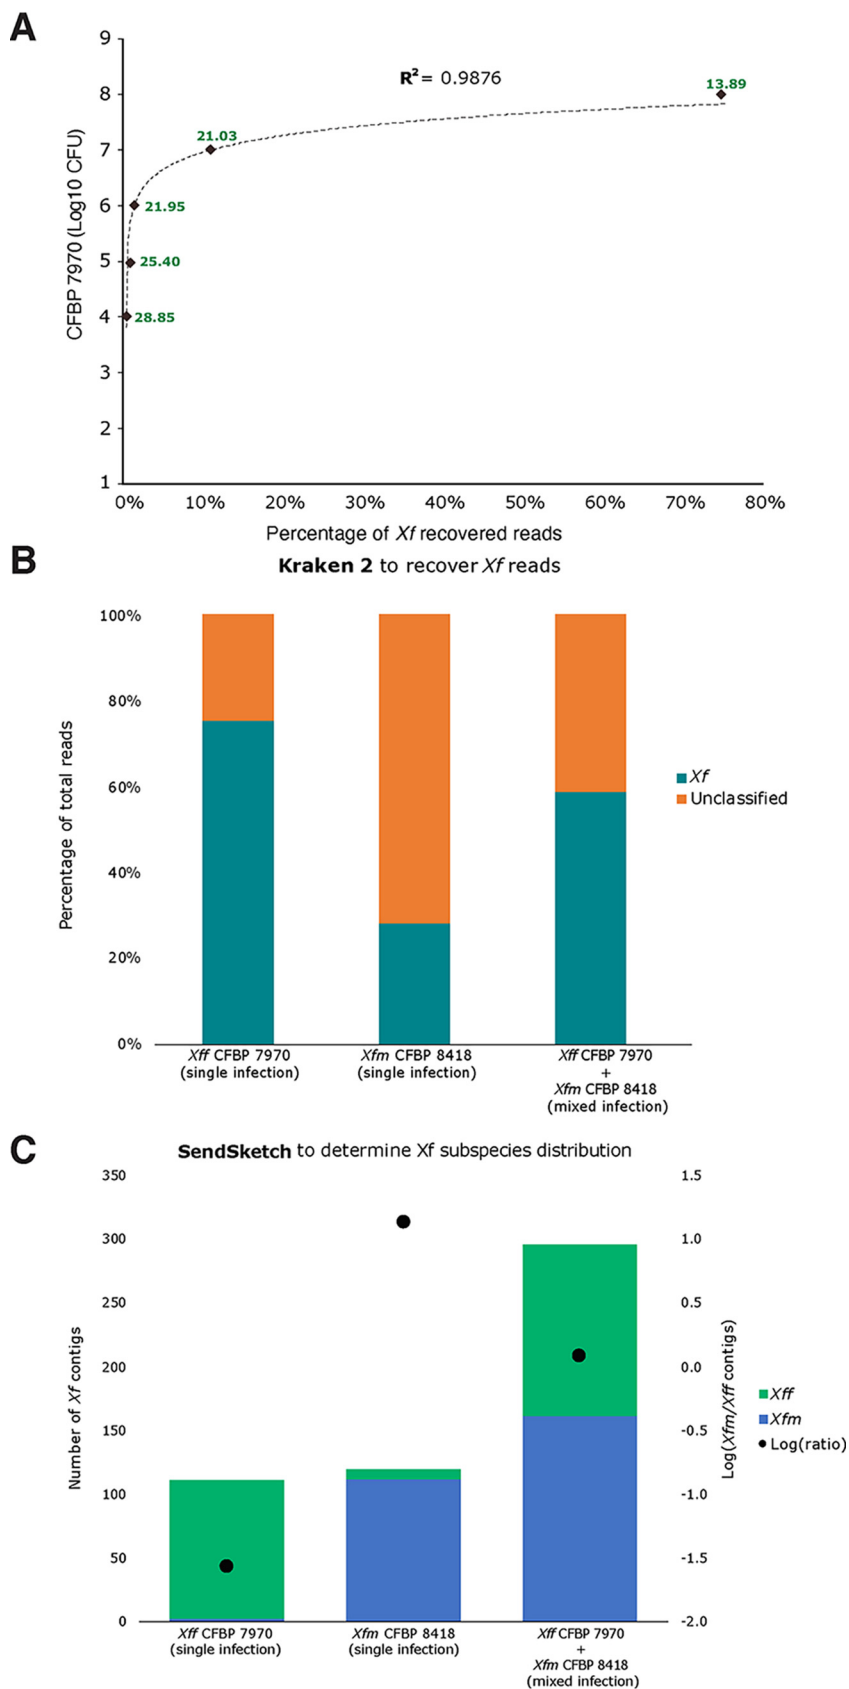 A
9
8
7
6
5
4
3
2
1
CFBP 7970 (Log10 CFU)
R² = 0.9876
13.89
21.03
21.95
25.40
28.85
0% 10% 20% 30% 40% 50% 60% 70% 80%
Percentage of Xf recovered reads
B
Kraken 2 to recover Xf reads
100%
80%
60%
40%
20%
0%
Percentage of total reads
Xf
Unclassified
Xff CFBP 7970
(single infection)
Xfm CFBP 8418
(single infection)
Xff CFBP 7970
+
Xfm CFBP 8418
(mixed infection)
C
SendSketch to determine Xf subspecies distribution
350
300
250
200
150
100
50
0
Number of Xf contigs
1.5
1.0
0.5
0.0
-0.5
-1.0
-1.5
-2.0
Log(Xfm/Xff contigs)
Xff
Xfm
Log(ratio)
Xff CFBP 7970
(single infection)
Xfm CFBP 8418
(single infection)
Xff CFBP 7970
+
Xfm CFBP 8418
(mixed infection)